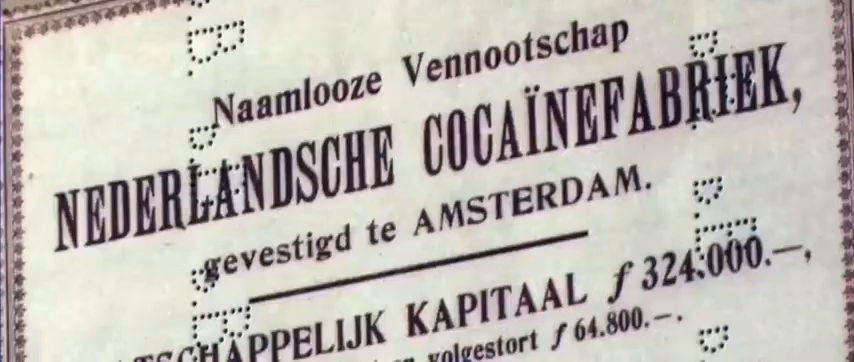 Naamlooze Vennootschap
NEDERLANDSCHE COCAÏNEFABRIEK,
gevestigd te AMSTERDAM.
KAPITAAL ƒ 324.000.—,
volgestort ƒ 64.800.—.